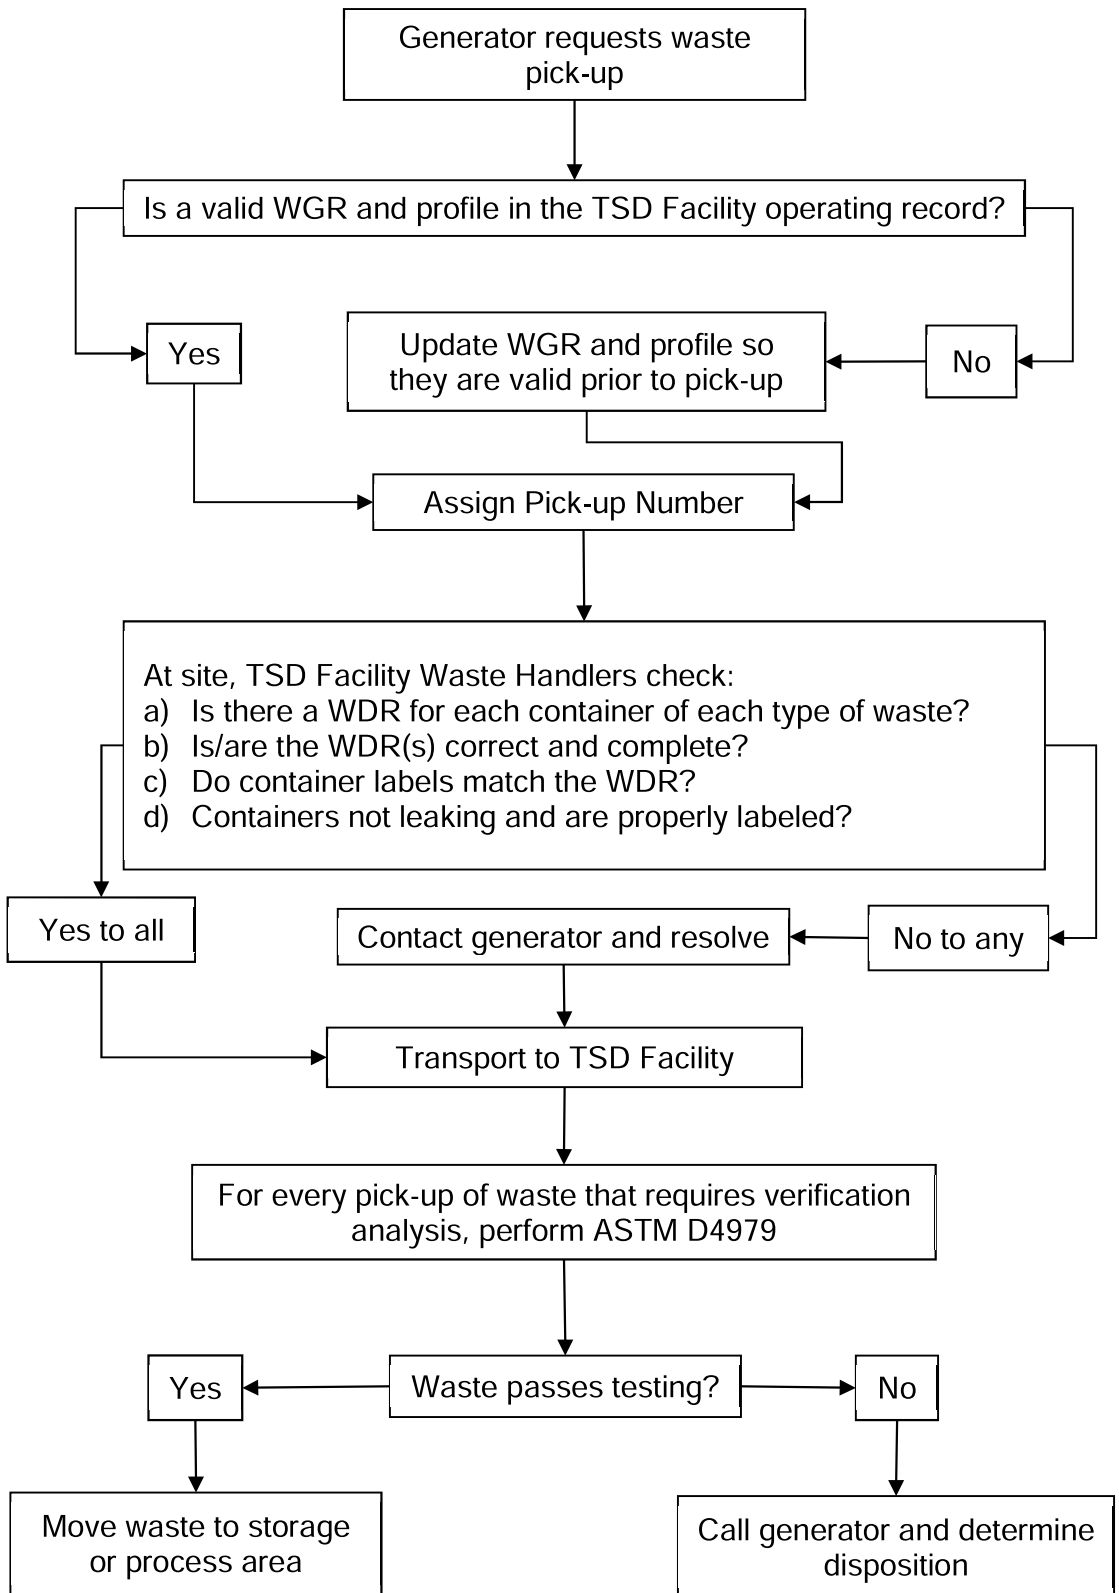 Generator requests waste
pick-up
Is a valid WGR and profile in the TSD Facility operating record?
Yes
Update WGR and profile so
they are valid prior to pick-up
No
Assign Pick-up Number
At site, TSD Facility Waste Handlers check:
a) Is there a WDR for each container of each type of waste?
b) Is/are the WDR(s) correct and complete?
c) Do container labels match the WDR?
d) Containers not leaking and are properly labeled?
Yes to all
Contact generator and resolve
No to any
Transport to TSD Facility
For every pick-up of waste that requires verification
analysis, perform ASTM D4979
Yes
Waste passes testing?
No
Move waste to storage
or process area
Call generator and determine
disposition